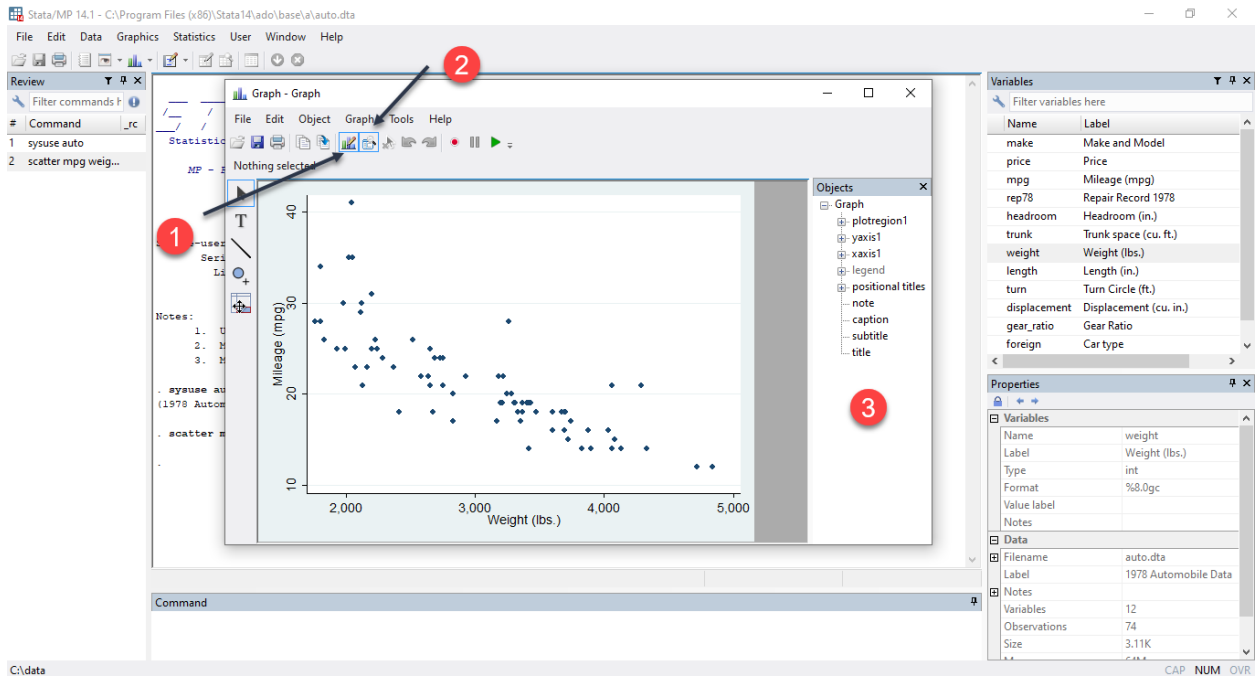 Stata/MP 14.1 - C:\Program Files (x86)\Stata14\ado\base\a\auto.dta
File Edit Data Graphics Statistics User Window Help
Review
Filter commands h
# Command _rc
1 sysuse auto
2 scatter mpg weig...
Statistic
MP -
-user
Seri
Li
Notes:
1. U
2. M
3. M
. sysuse au
(1978 Autom
. scatter m
.
Command
2
1
3
Graph - Graph
File Edit Object Graph Tools Help
Nothing selected
T
Mileage (mpg)
40
30
20
10
2,000 3,000 4,000 5,000
Weight (lbs.)
Objects
Graph
plotregion1
yaxis1
xaxis1
legend
positional titles
note
caption
subtitle
title
Variables
Filter variables here
Name Label
make Make and Model
price Price
mpg Mileage (mpg)
rep78 Repair Record 1978
headroom Headroom (in.)
trunk Trunk space (cu. ft.)
weight Weight (lbs.)
length Length (in.)
turn Turn Circle (ft.)
displacement Displacement (cu. in.)
gear_ratio Gear Ratio
foreign Car type
Properties
Variables
Name weight
Label Weight (lbs.)
Type int
Format %8.0gc
Value label
Notes
Data
Filename auto.dta
Label 1978 Automobile Data
Notes
Variables 12
Observations 74
Size 3.11K
C:\data
CAP NUM OVR